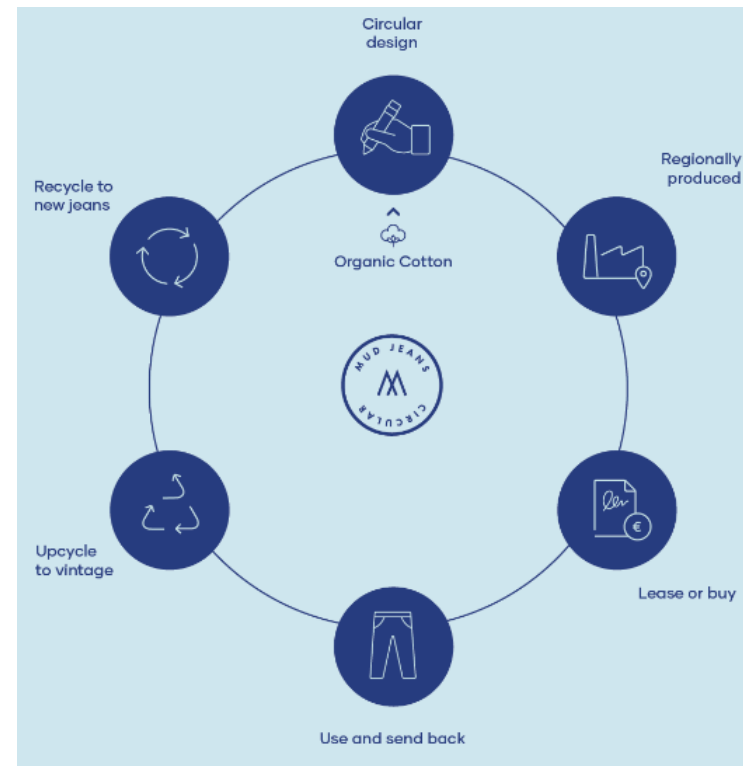 Circular
design
Regionally
produced
Recycle to
new jeans
Organic Cotton
MUD JEANS
CIRCULAR
€
Upcycle
to vintage
Lease or buy
Use and send back